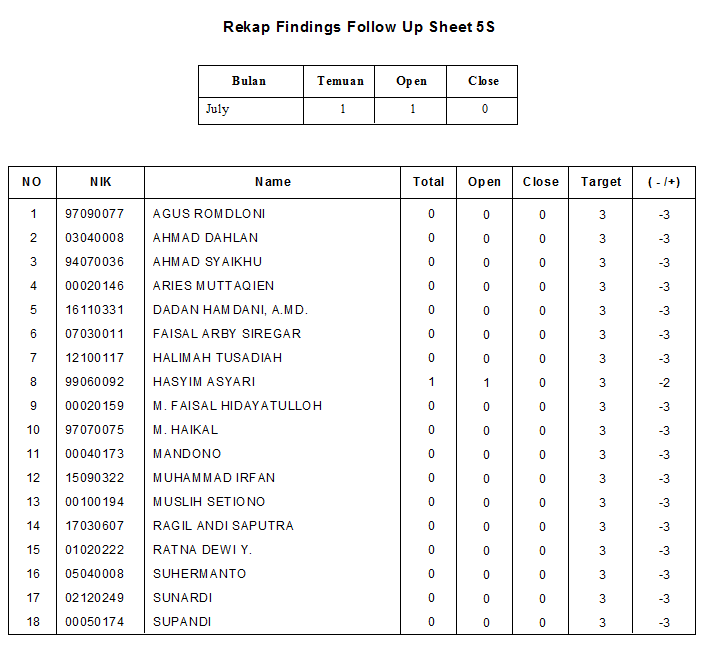 Rekap Findings Follow Up Sheet 5S
Bulan Temuan Open Close
July 1 1 0
NO NIK Name Total Open Close Target ( - /+)
1 97090077 AGUS ROMDLONI 0 0 0 3 -3
2 03040008 AHMAD DAHLAN 0 0 0 3 -3
3 94070036 AHMAD SYAIKHU 0 0 0 3 -3
4 00020146 ARIES MUTTAQIEN 0 0 0 3 -3
5 16110331 DADAN HAMDANI, A.MD. 0 0 0 3 -3
6 07030011 FAISAL ARBY SIREGAR 0 0 0 3 -3
7 12100117 HALIMAH TUSADIAH 0 0 0 3 -3
8 99060092 HASYIM ASYARI 1 1 0 3 -2
9 00020159 M. FAISAL HIDAYATULLOH 0 0 0 3 -3
10 97070075 M. HAIKAL 0 0 0 3 -3
11 00040173 MANDONO 0 0 0 3 -3
12 15090322 MUHAMMAD IRFAN 0 0 0 3 -3
13 00100194 MUSLIH SETIONO 0 0 0 3 -3
14 17030607 RAGIL ANDI SAPUTRA 0 0 0 3 -3
15 01020222 RATNA DEWI Y. 0 0 0 3 -3
16 05040008 SUHERMANTO 0 0 0 3 -3
17 02120249 SUNARDI 0 0 0 3 -3
18 00050174 SUPANDI 0 0 0 3 -3